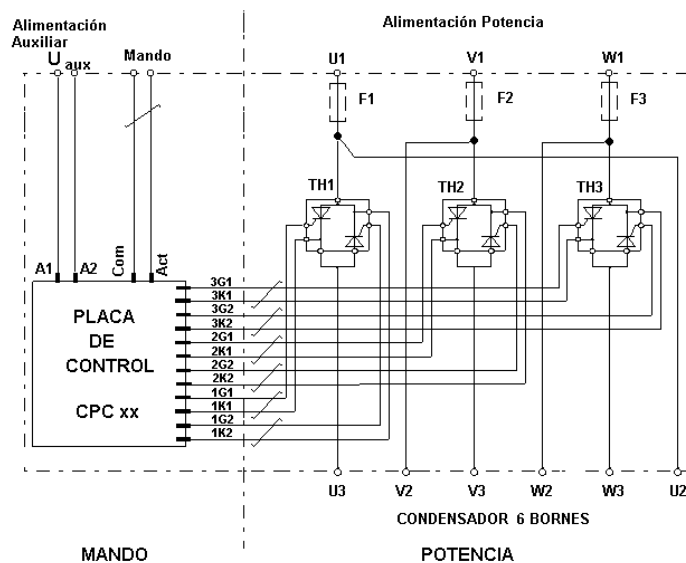 Alimentación
Auxiliar
U aux
Mando
Alimentación Potencia
U1
V1
W1
F1
F2
F3
TH1
TH2
TH3
A1
A2
Com
Act
PLACA
DE
CONTROL
CPC xx
3G1
3K1
3G2
3K2
2G1
2K1
2G2
2K2
1G1
1K1
1G2
1K2
U3
V2
V3
W2
W3
U2
CONDENSADOR 6 BORNES
MANDO
POTENCIA